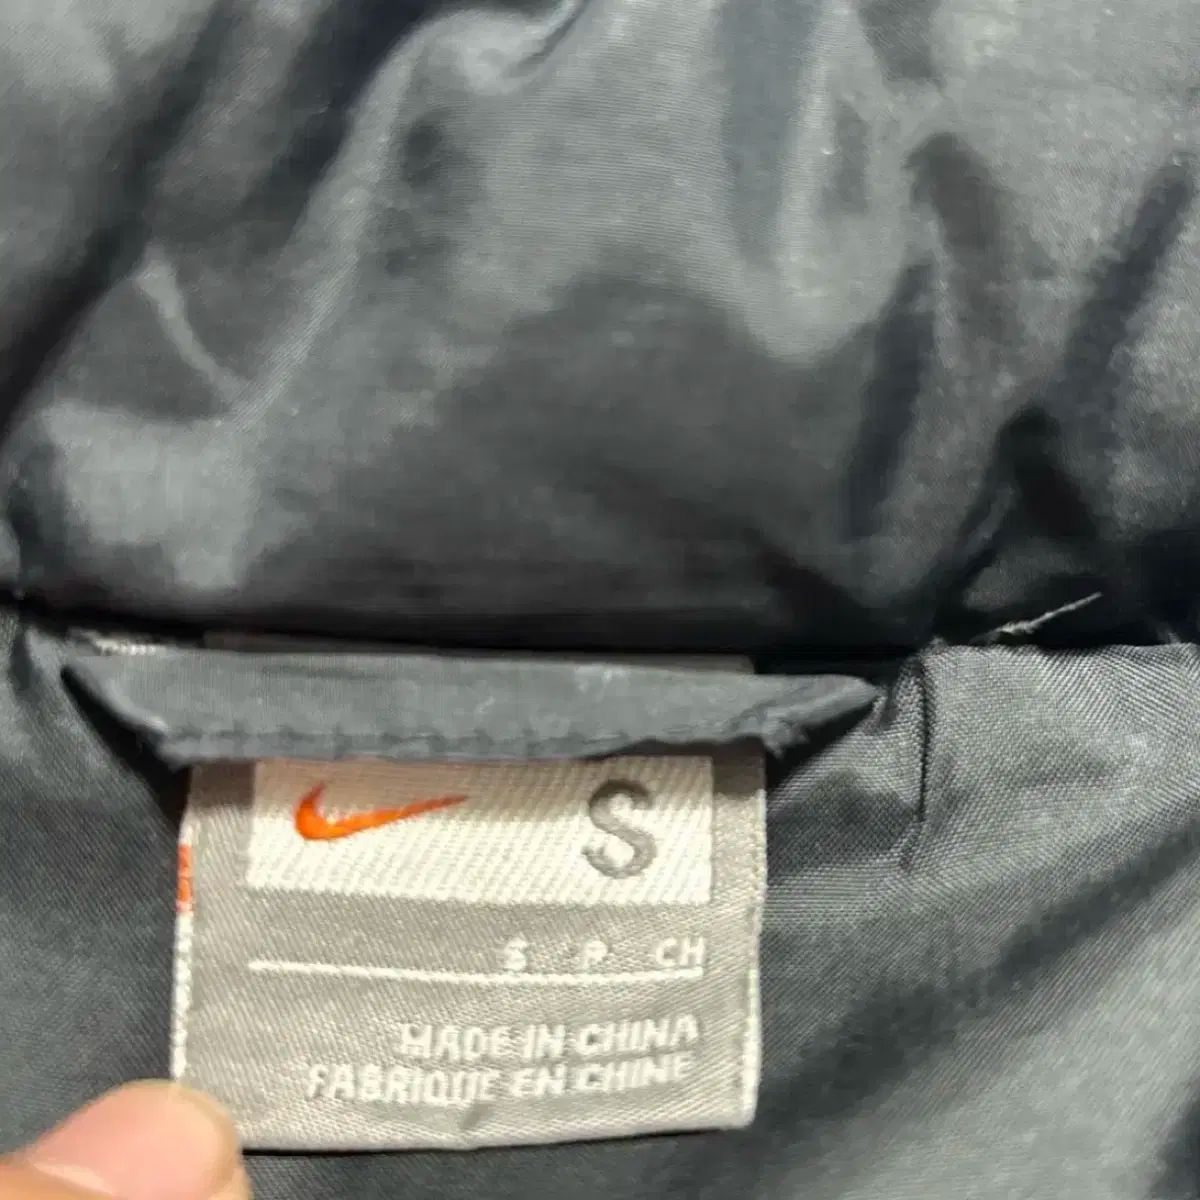 S
S P CH
MADE IN CHINA
FABRIQUE EN CHINE